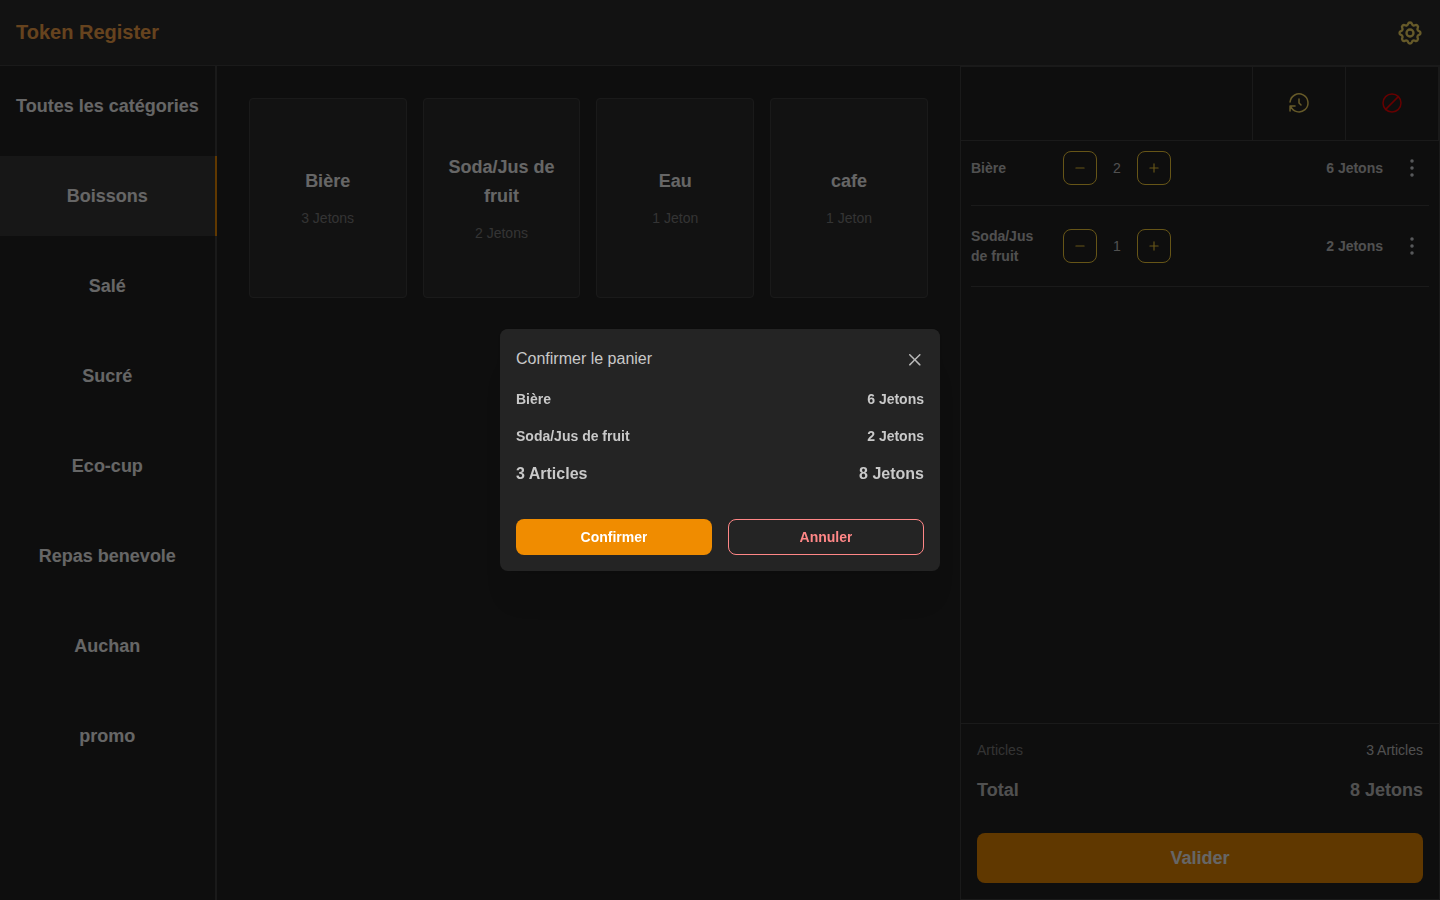 Token Register
Toutes les catégories
Boissons
Salé
Sucré
Eco-cup
Repas benevole
Auchan
promo
Bière
3 Jetons
Soda/Jus de
fruit
2 Jetons
Eau
1 Jeton
cafe
1 Jeton
Bière
2
6 Jetons
Soda/Jus
de fruit
1
2 Jetons
Confirmer le panier
Bière 6 Jetons
Soda/Jus de fruit 2 Jetons
3 Articles 8 Jetons
Confirmer
Annuler
Articles 3 Articles
Total 8 Jetons
Valider